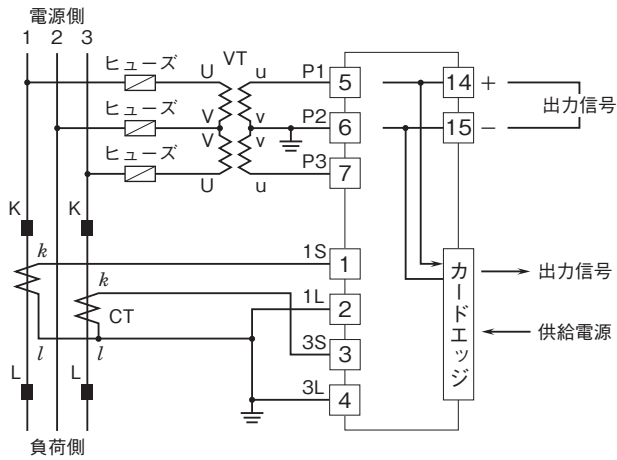 電源側
1 2 3
ヒューズ
VT
U u P1 5 14 +
ヒューズ
出力信号
V v P2 6 15 −
V v
ヒューズ
P3 7
U u
K K
k 1S 1
カードエッジ
出力信号
k 1L 2
CT
供給電源
l l 3S 3
L L 3L 4
負荷側